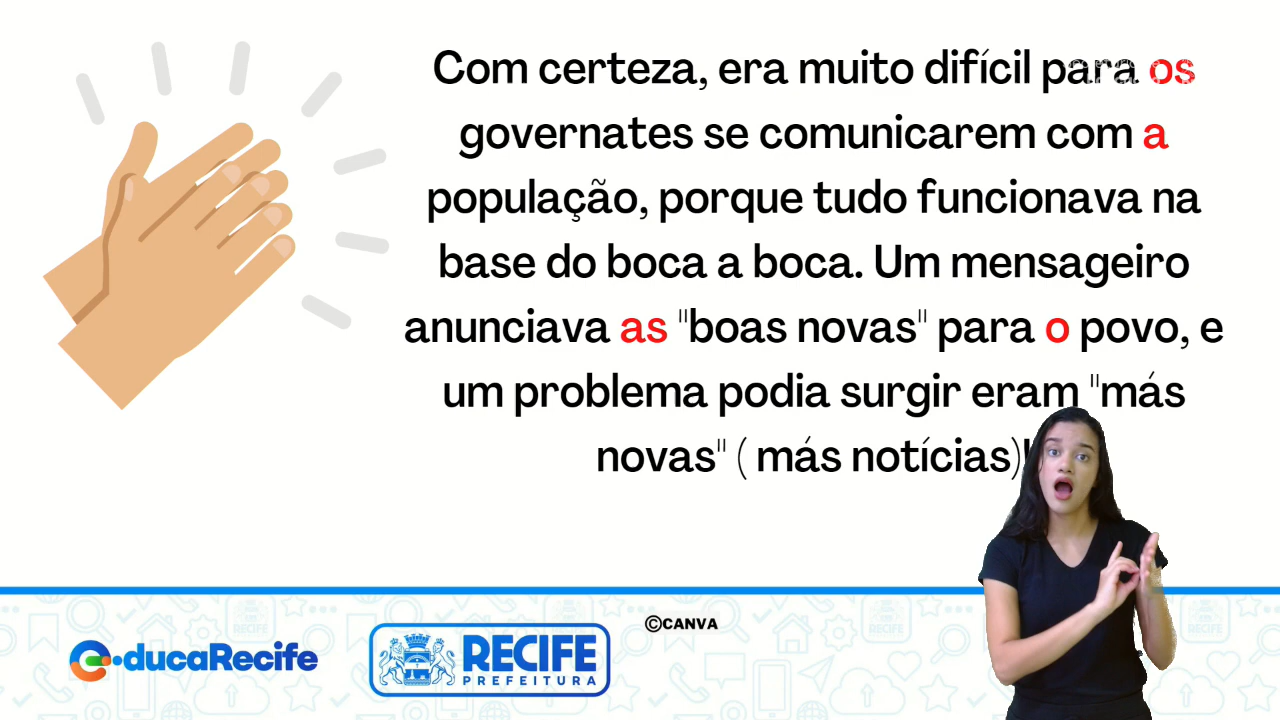 Com certeza, era muito difícil para os
governates se comunicarem com a
população, porque tudo funcionava na
base do boca a boca. Um mensageiro
anunciava as "boas novas" para o povo, e
um problema podia surgir eram "más
novas" ( más notícias)!
©CANVA
educaRecife
RECIFE
PREFEITURA